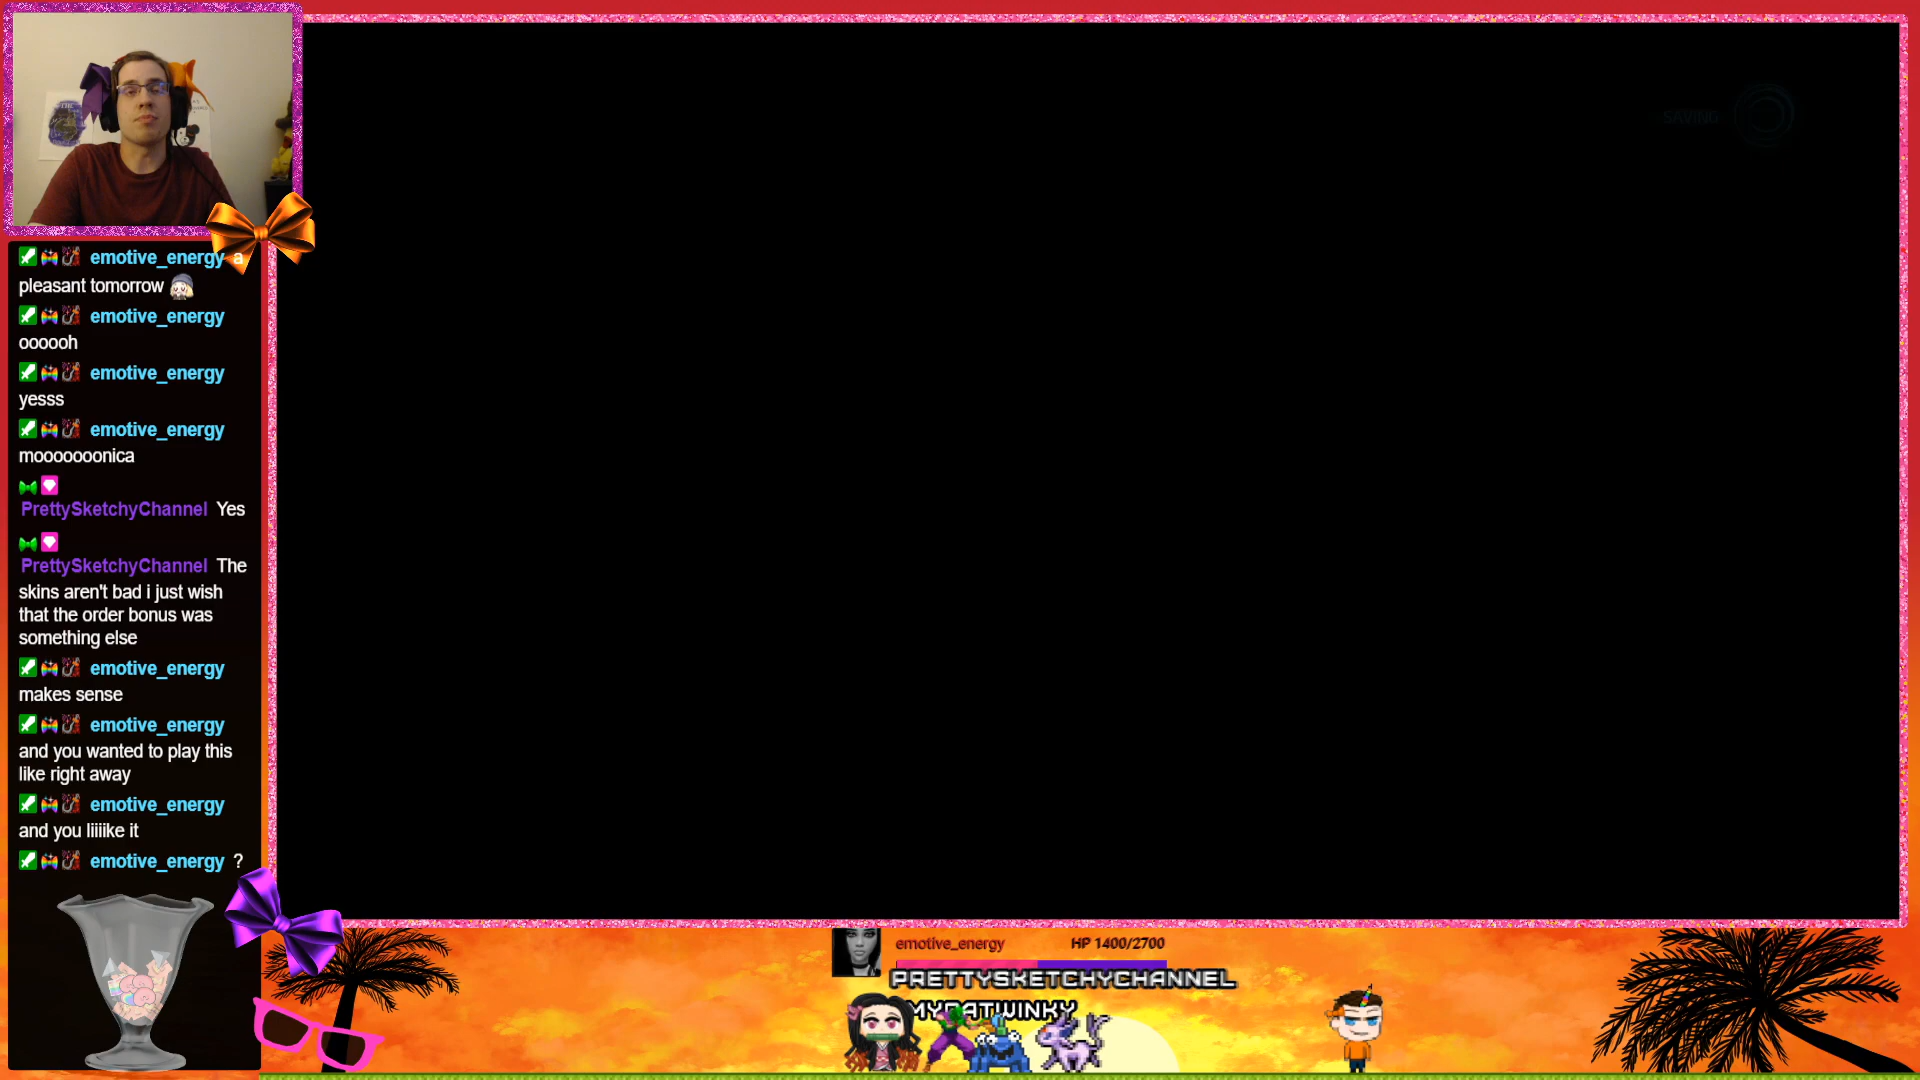 SAVING
emotive_energy a
pleasant tomorrow
emotive_energy
oooooh
emotive_energy
yesss
emotive_energy
mooooooonica
PrettySketchyChannel Yes
PrettySketchyChannel The
skins aren't bad i just wish
that the order bonus was
something else
emotive_energy
makes sense
emotive_energy
and you wanted to play this
like right away
emotive_energy
and you liiiike it
emotive_energy ?
emotive_energy HP 1400/2700
PRETTYSKETCHYCHANNEL